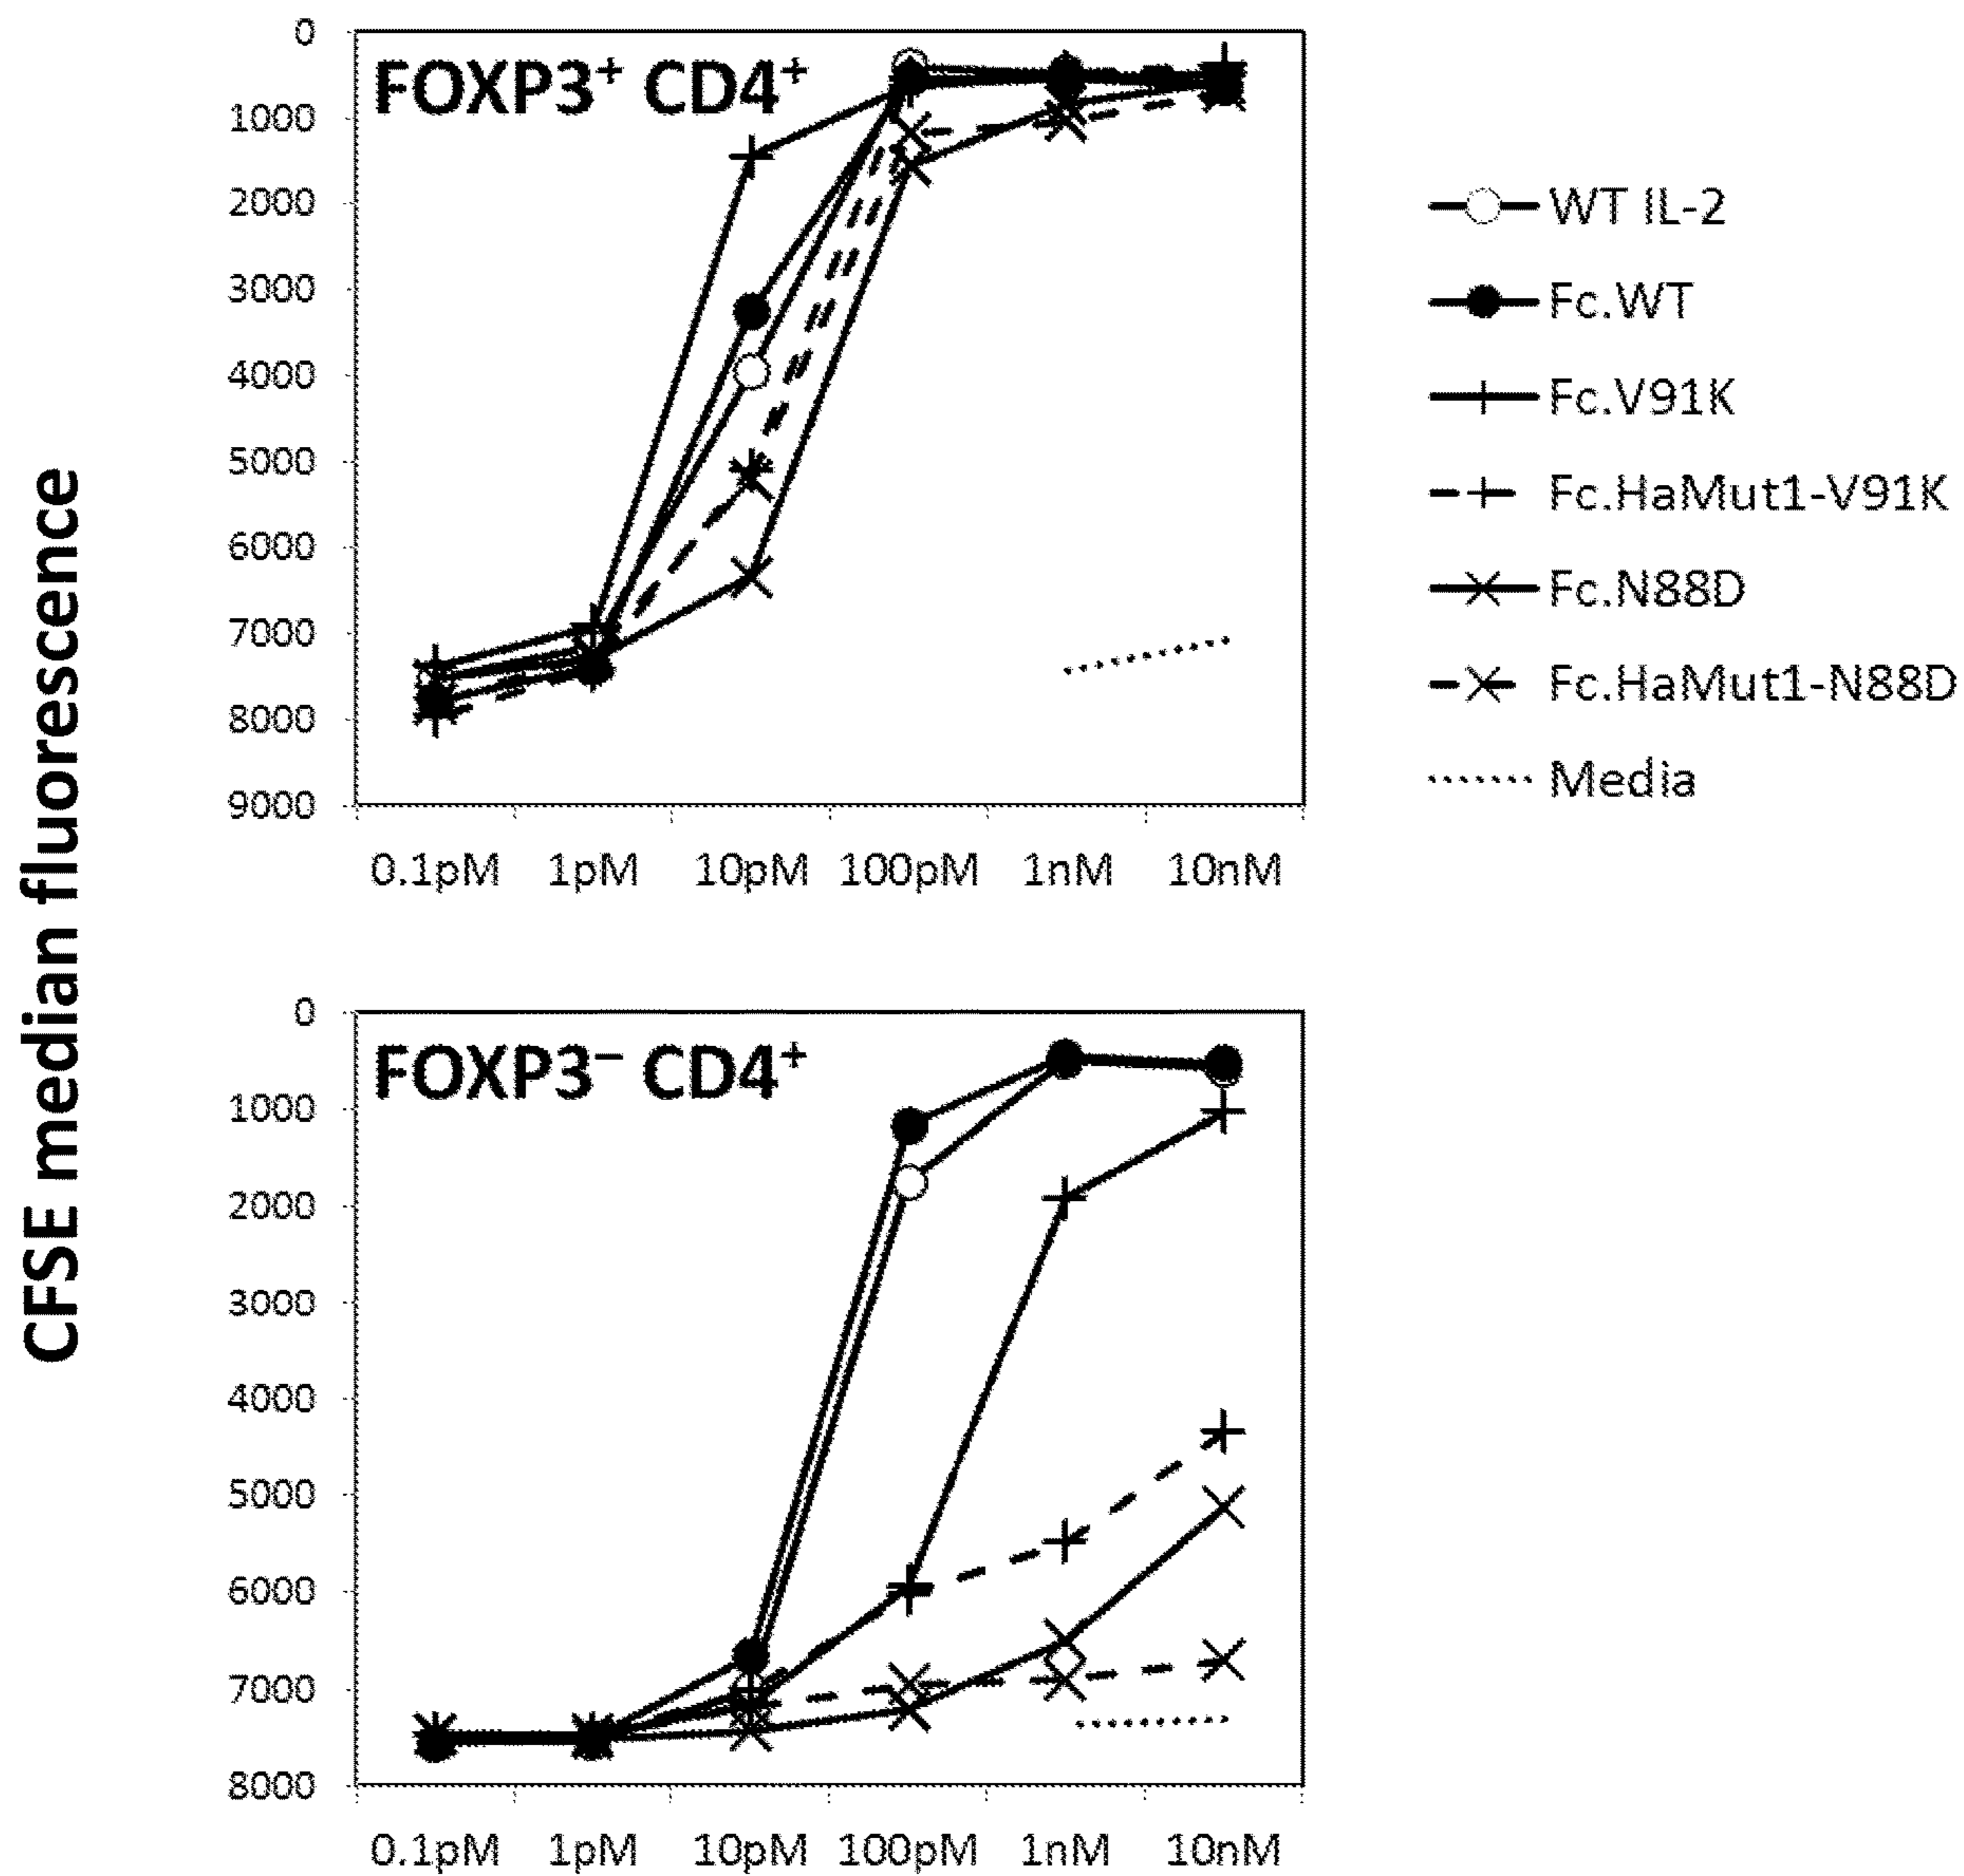 CFSE median fluorescence
FOXP3⁺ CD4⁺
0
1000
2000
3000
4000
5000
6000
7000
8000
9000
0.1pM 1pM 10pM 100pM 1nM 10nM
WT IL-2
Fc.WT
Fc.V91K
Fc.HaMut1-V91K
Fc.N88D
Fc.HaMut1-N88D
Media
FOXP3⁻ CD4⁺
0
1000
2000
3000
4000
5000
6000
7000
8000
0.1pM 1pM 10pM 100pM 1nM 10nM